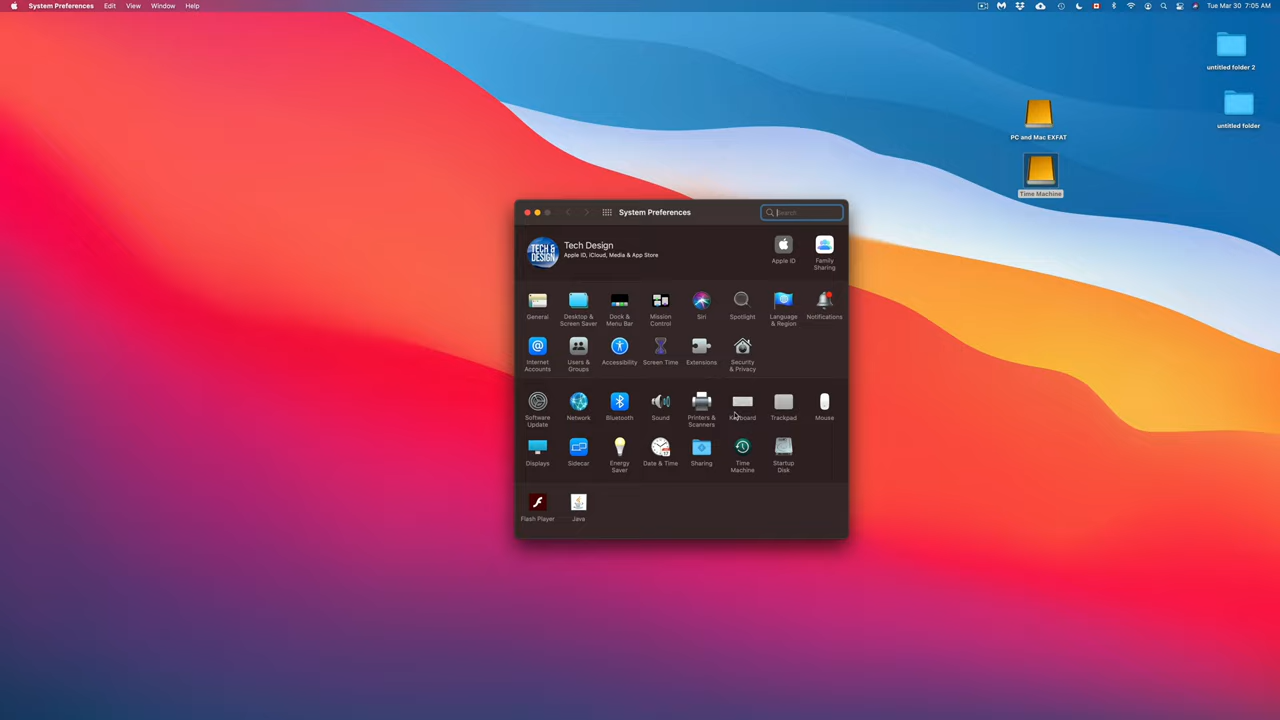 System Preferences Edit View Window Help Tue Mar 30 7:05 AM
untitled folder 2
untitled folder
PC and Mac EXFAT
Time Machine
System Preferences Search
TECH &
DESIGN
Tech Design
Apple ID, iCloud, Media & App Store
Apple ID Family
Sharing
General Desktop & Dock & Mission Siri Spotlight Language Notifications
Screen Saver Menu Bar Control & Region
Internet Users & Accessibility Screen Time Extensions Security
Accounts Groups & Privacy
Software Network Bluetooth Sound Printers & Keyboard Trackpad Mouse
Update Scanners
Displays Sidecar Energy Date & Time Sharing Time Startup
Saver Machine Disk
Flash Player Java